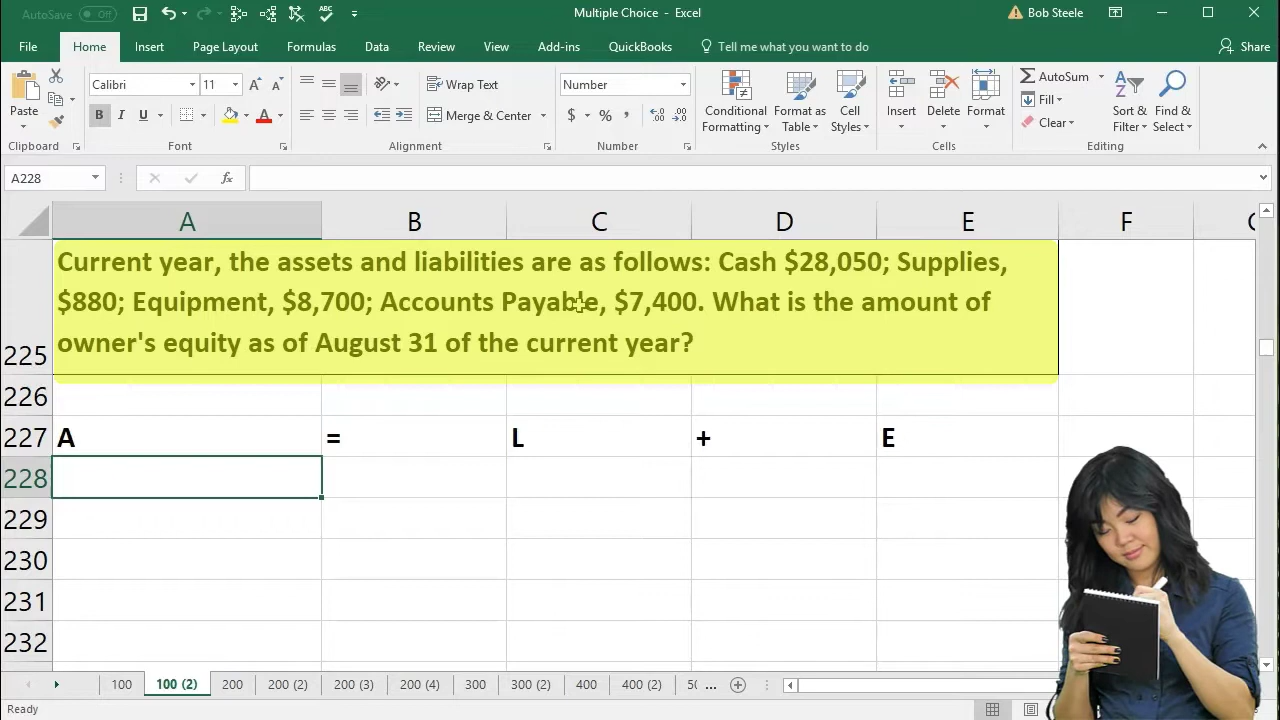 AutoSave Off
Multiple Choice - Excel
Bob Steele
File Home Insert Page Layout Formulas Data Review View Add-ins QuickBooks Tell me what you want to do Share
Paste
Calibri 11
Wrap Text
Number
Conditional Formatting
Format as Table
Cell Styles
Insert
Delete
Format
AutoSum
Fill
Clear
Sort & Filter
Find & Select
B I U
Merge & Center
$ % ,
Clipboard Font Alignment Number Styles Cells Editing
A228
fx
A B C D E F
Current year, the assets and liabilities are as follows: Cash $28,050; Supplies,
$880; Equipment, $8,700; Accounts Payable, $7,400. What is the amount of
owner's equity as of August 31 of the current year?
225
226
227 A = L + E
228
229
230
231
232
100 100 (2) 200 200 (2) 200 (3) 200 (4) 300 300 (2) 400 400 (2) ...
Ready